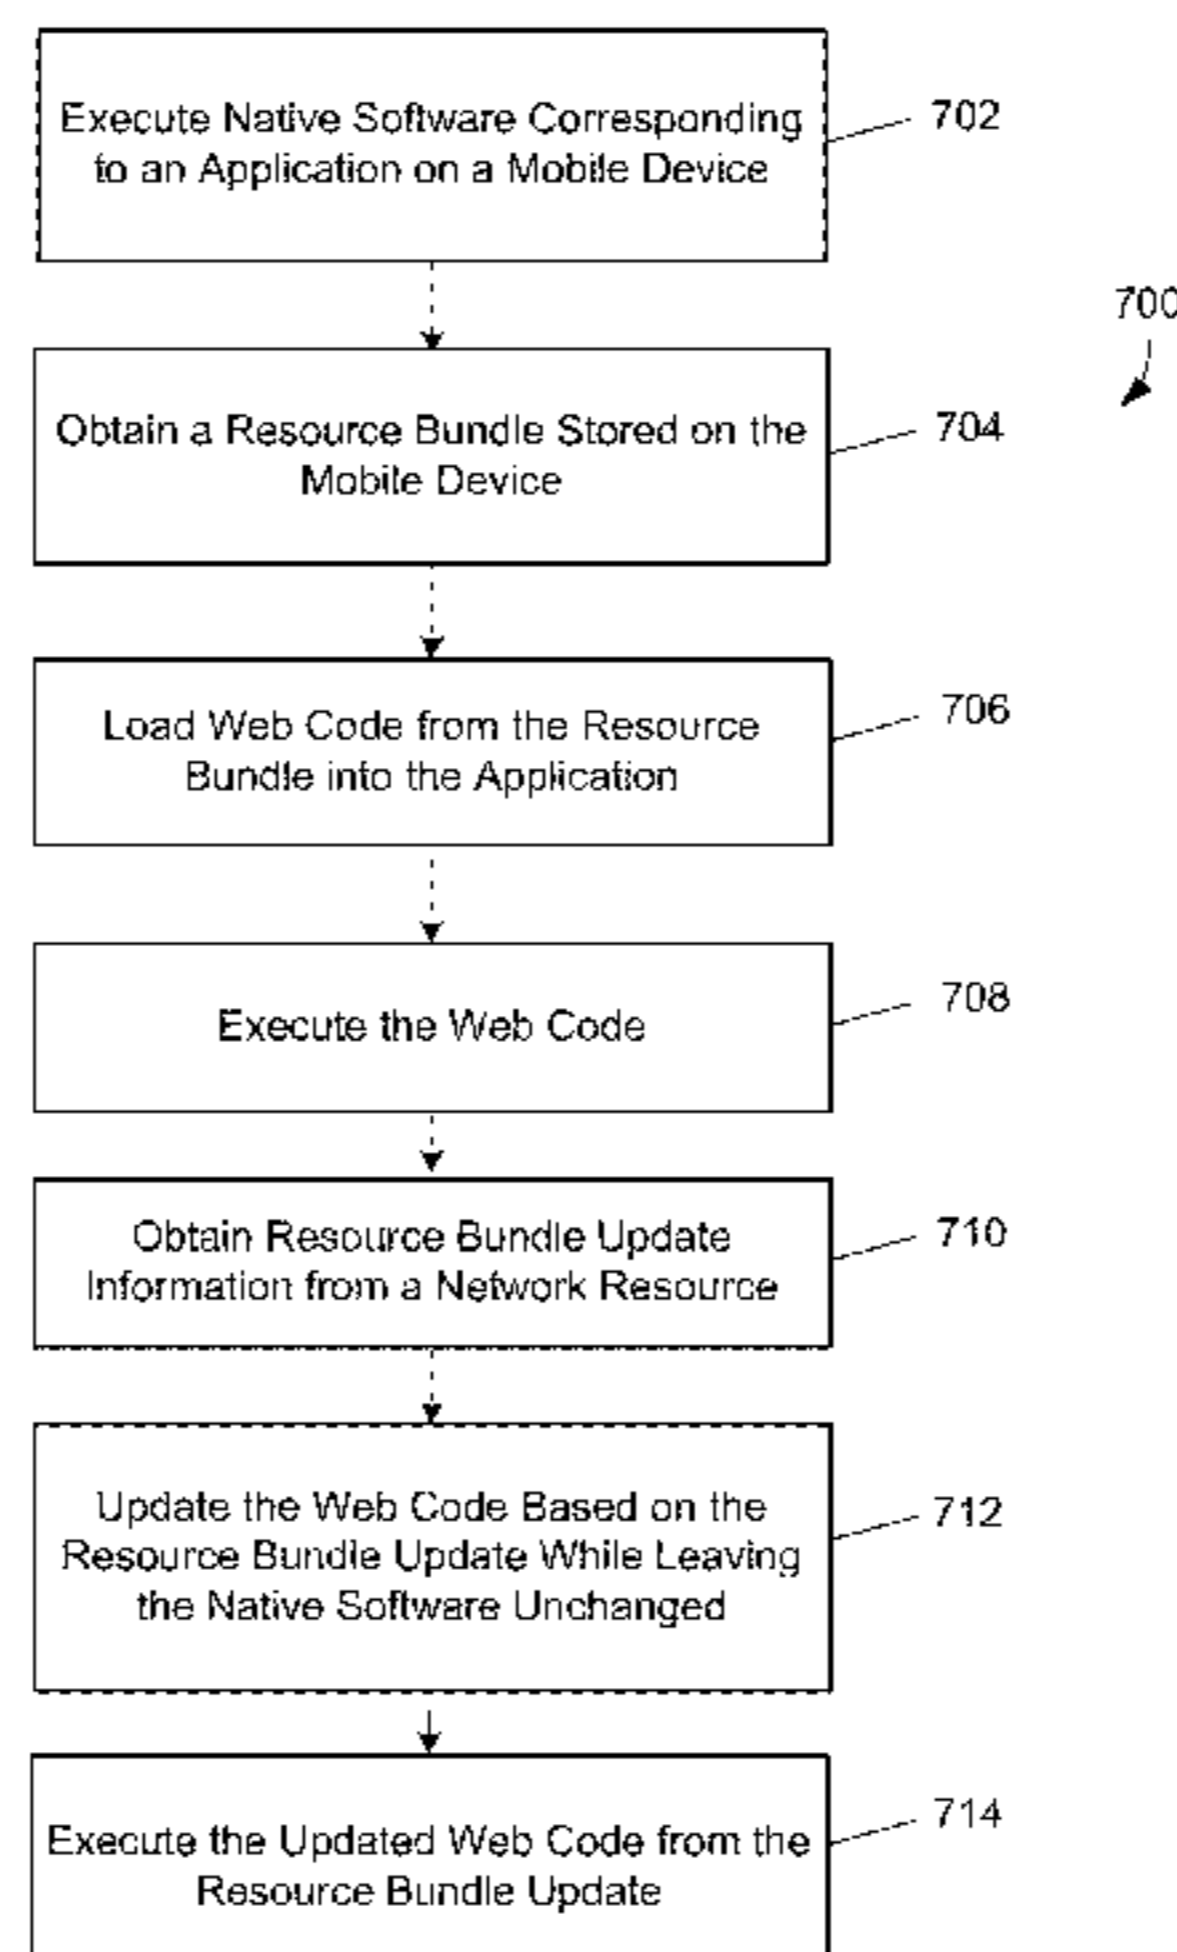 Execute Native Software Corresponding
to an Application on a Mobile Device
702
700
Obtain a Resource Bundle Stored on the
Mobile Device
704
Load Web Code from the Resource
Bundle into the Application
706
Execute the Web Code
708
Obtain Resource Bundle Update
Information from a Network Resource
710
Update the Web Code Based on the
Resource Bundle Update While Leaving
the Native Software Unchanged
712
Execute the Updated Web Code from the
Resource Bundle Update
714